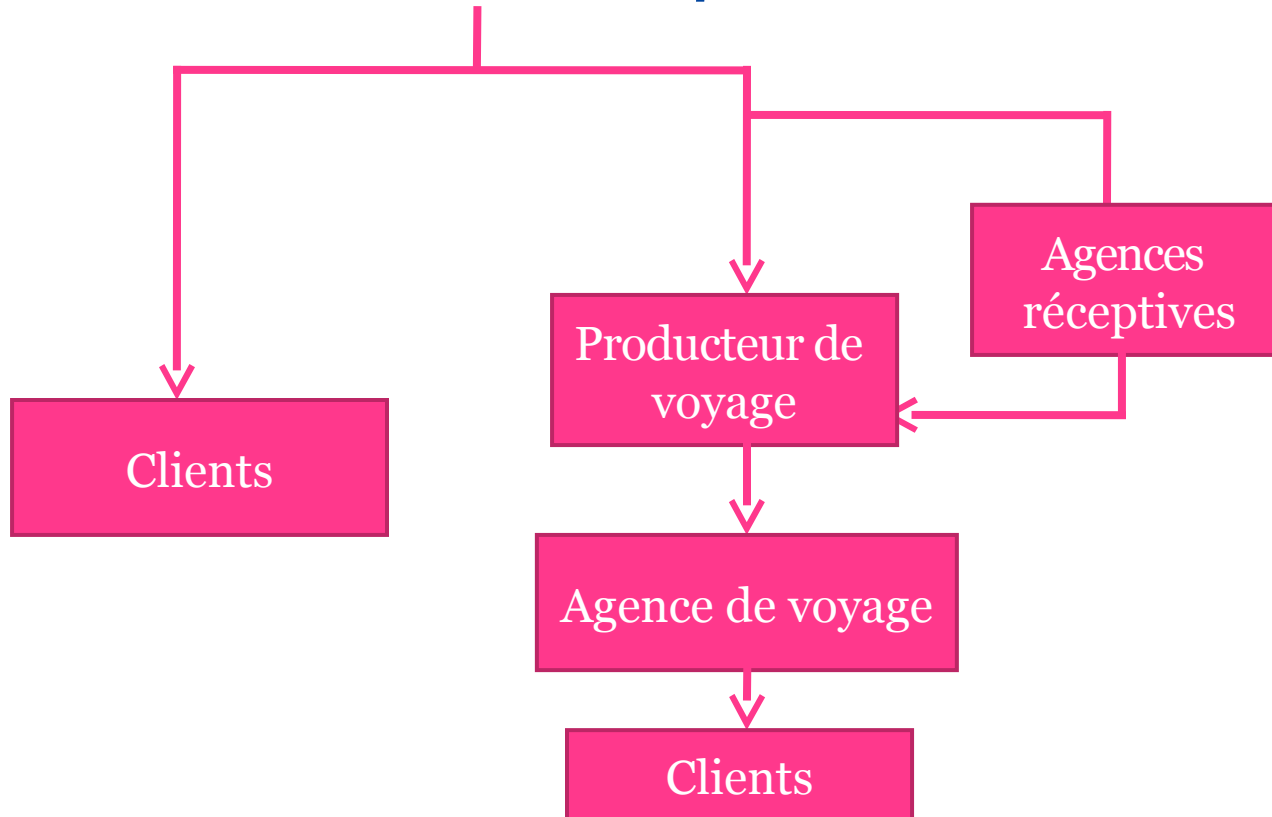 Agences
réceptives
Producteur de
voyage
Clients
Agence de voyage
Clients